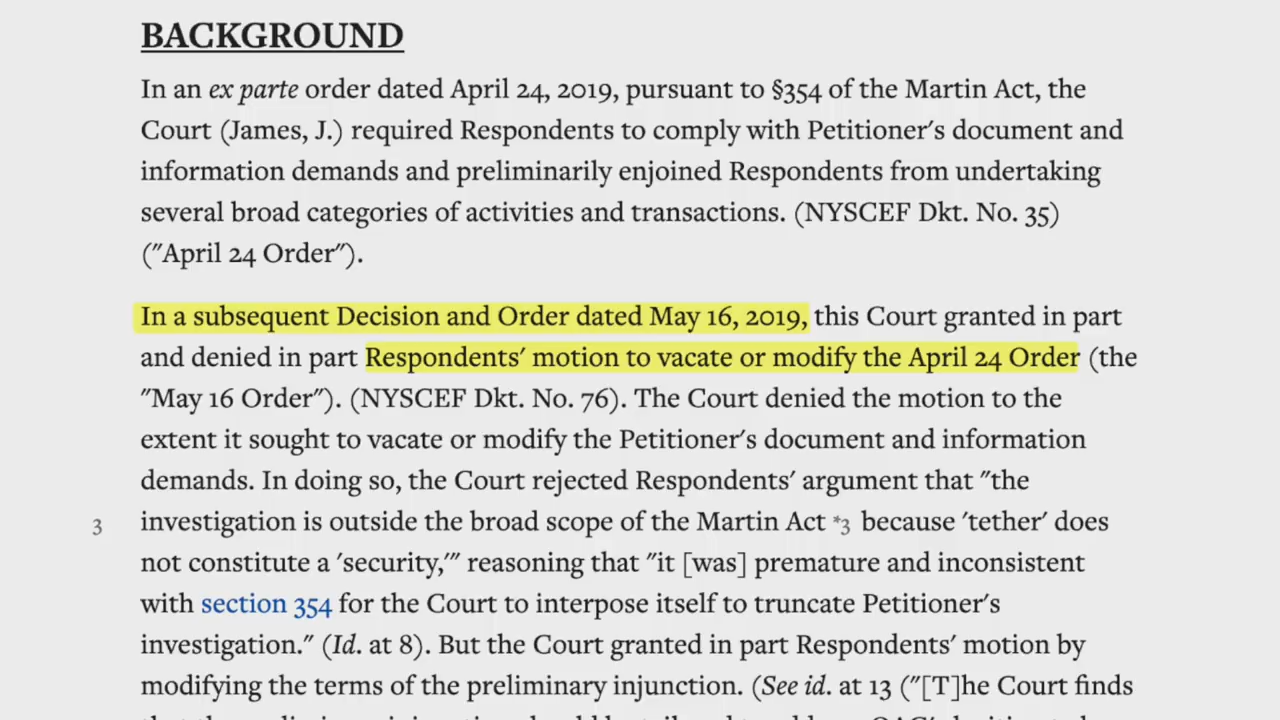 BACKGROUND
In an ex parte order dated April 24, 2019, pursuant to §354 of the Martin Act, the
Court (James, J.) required Respondents to comply with Petitioner's document and
information demands and preliminarily enjoined Respondents from undertaking
several broad categories of activities and transactions. (NYSCEF Dkt. No. 35)
("April 24 Order").
In a subsequent Decision and Order dated May 16, 2019, this Court granted in part
and denied in part Respondents' motion to vacate or modify the April 24 Order (the
"May 16 Order"). (NYSCEF Dkt. No. 76). The Court denied the motion to the
extent it sought to vacate or modify the Petitioner's document and information
demands. In doing so, the Court rejected Respondents' argument that "the
3 investigation is outside the broad scope of the Martin Act *3 because 'tether' does
not constitute a 'security,'" reasoning that "it [was] premature and inconsistent
with section 354 for the Court to interpose itself to truncate Petitioner's
investigation." (Id. at 8). But the Court granted in part Respondents' motion by
modifying the terms of the preliminary injunction. (See id. at 13 ("[T]he Court finds